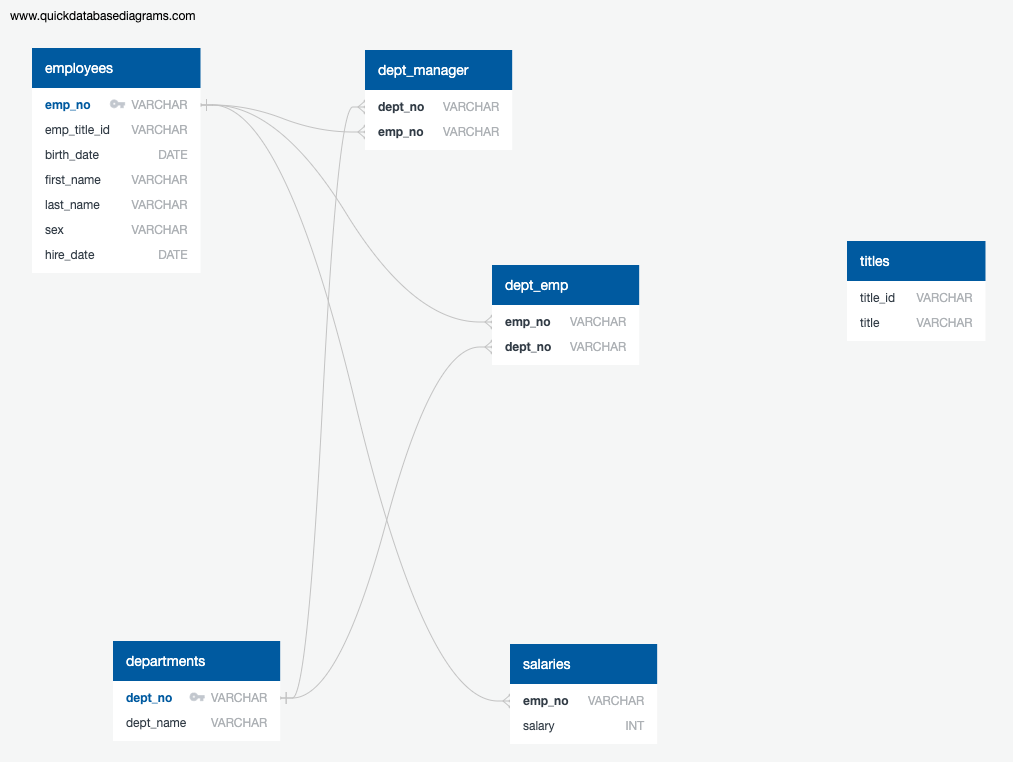 www.quickdatabasediagrams.com
employees
emp_no VARCHAR
emp_title_id VARCHAR
birth_date DATE
first_name VARCHAR
last_name VARCHAR
sex VARCHAR
hire_date DATE
dept_manager
dept_no VARCHAR
emp_no VARCHAR
titles
title_id VARCHAR
title VARCHAR
dept_emp
emp_no VARCHAR
dept_no VARCHAR
departments
dept_no VARCHAR
dept_name VARCHAR
salaries
emp_no VARCHAR
salary INT